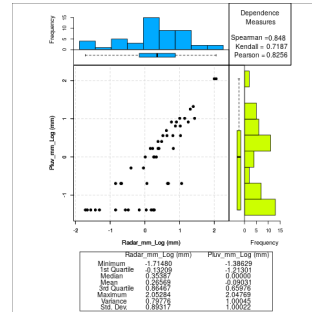 Dependence
Measures
Spearman =0.848
Kendall =0.7187
Pearson =0.8256
Frequency
0
5
10
15
Pluv_mm_Log (mm)
2
1
0
-1
-2
-1
0
1
2
Radar_mm_Log (mm)
0
5
10
15
Frequency
Radar_mm_Log (mm) Pluv_mm_Log (mm)
Minimum -1.71480 -1.38629
1st Quartile -0.13209 -1.21301
Median 0.35387 0.00000
Mean 0.26569 -0.09031
3rd Quartile 0.86467 0.65976
Maximum 2.05284 2.04769
Variance 0.79776 1.00045
Std. Dev. 0.89317 1.00022